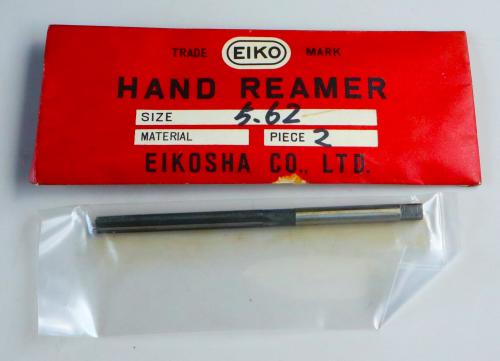 TRADE EIKO MARK
HAND REAMER
SIZE 5.62
MATERIAL PIECE 2
EIKOSHA CO., LTD.